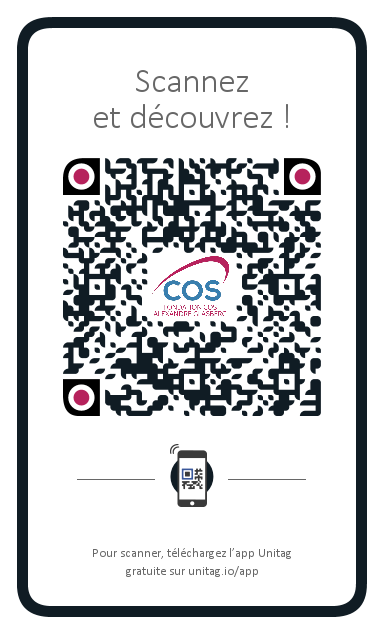 Scannez
et découvrez !
COS
FONDATION COS
ALEXANDRE GLASBERG
Pour scanner, téléchargez l'app Unitag
gratuite sur unitag.io/app